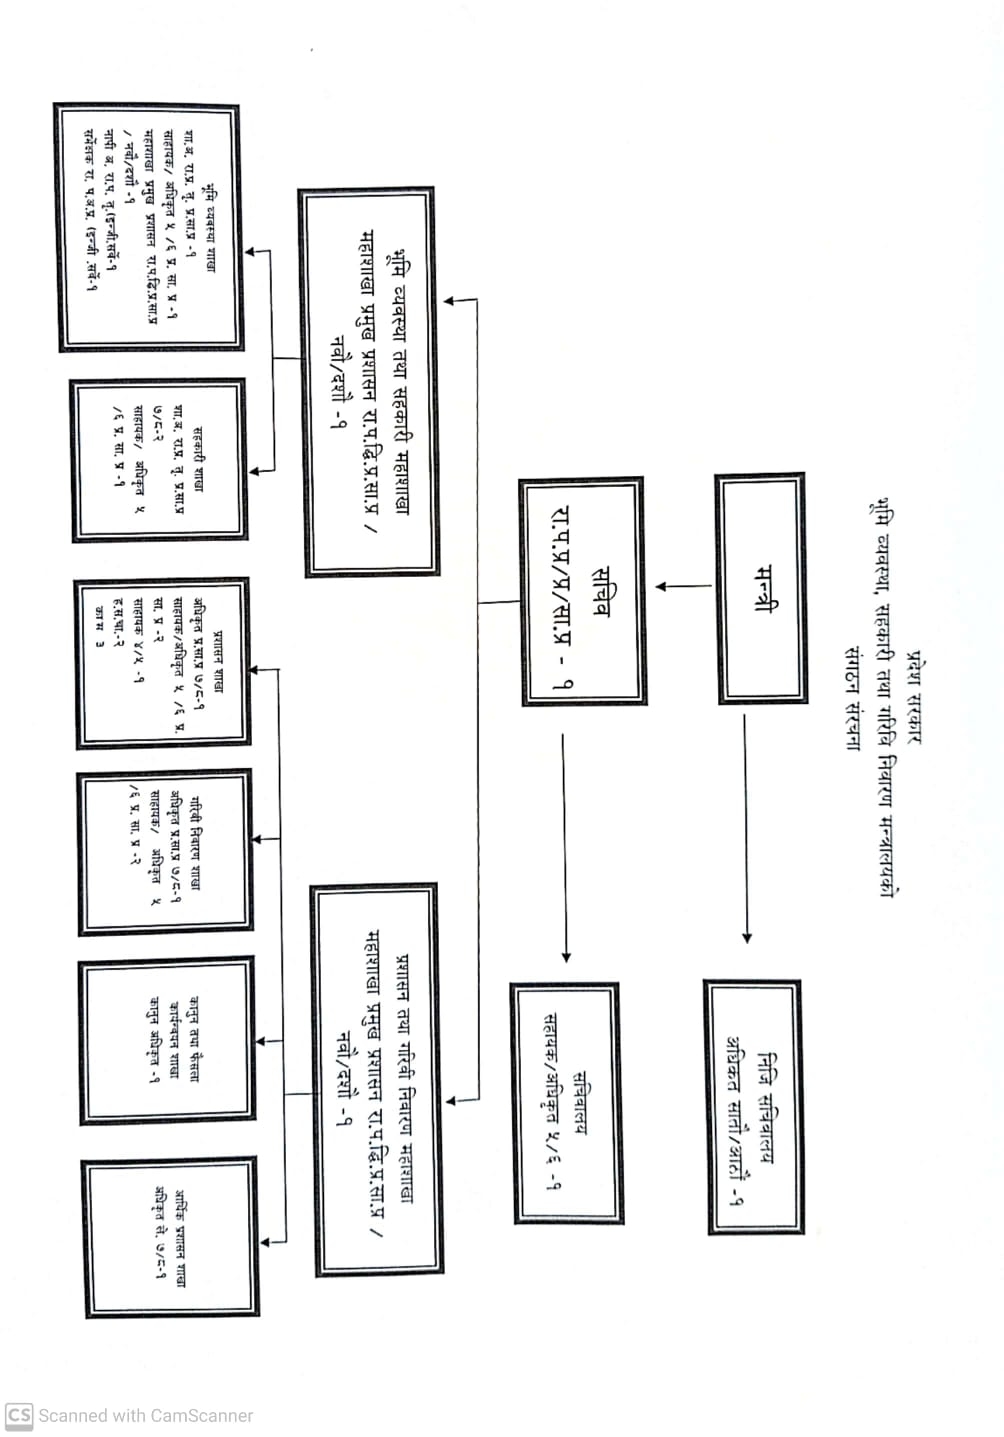 प्रदेश सरकार
भूमि व्यवस्था, सहकारी तथा गरिवि निवारण मन्त्रालयको
संगठन संरचना
मन्त्री
निजि सचिवालय
अधिकत सातौ/आठौं -१
सचिव
रा.प.प्र/प्र/सा.प्र - १
सचिवालय
सहायक/अधिकृत ५/६ -१
भूमि व्यवस्था तथा सहकारी महाशाखा
महाशाखा प्रमुख प्रशासन रा.प.द्धि.प्र.सा.प्र /
नवौ/दशौ -१
प्रशासन तथा गरिवी निवारण महाशाखा
महाशाखा प्रमुख प्रशासन रा.प.द्धि.प्र.सा.प्र /
नवौ/दशौ -१
भूमि व्यवस्था शाखा
शा.अ. रा.प्र. तृ. प्र.सा.प्र -१
साहायक/ अधिकृत ५ /६ प्र. सा. प्र -१
महाशाखा प्रमुख प्रशासन रा.प.द्धि.प्र.सा.प्र
/ नवौ/दशौ -१
नापी अ. रा.प. तृ.(इन्जी.सर्वे-१
सर्भेक्षक रा. प.अ.प्र. (इन्जी .सर्वे-१
सहकारी शाखा
शा.अ. रा.प्र. तृ. प्र.सा.प्र
७/८-२
साहायक/ अधिकृत ५
/६ प्र. सा. प्र -१
प्रशासन शाखा
अधिकृत प्र.सा.प्र ७/८-१
साहायक/अधिकृत ५ /६ प्र.
सा. प्र -२
साहायक ४/५ -१
ह.स.चा.-२
का स ३
गरिवी निवारण शाखा
अधिकृत प्र.सा.प्र ७/८-१
साहायक/ अधिकृत ५
/६ प्र. सा. प्र -२
कानुन तथा फैसला
कार्यन्वयन शाखा
कानुन अधिकृत -१
आर्थिक प्रशासन शाखा
अधिकृत ले. ७/८-१
CS Scanned with CamScanner